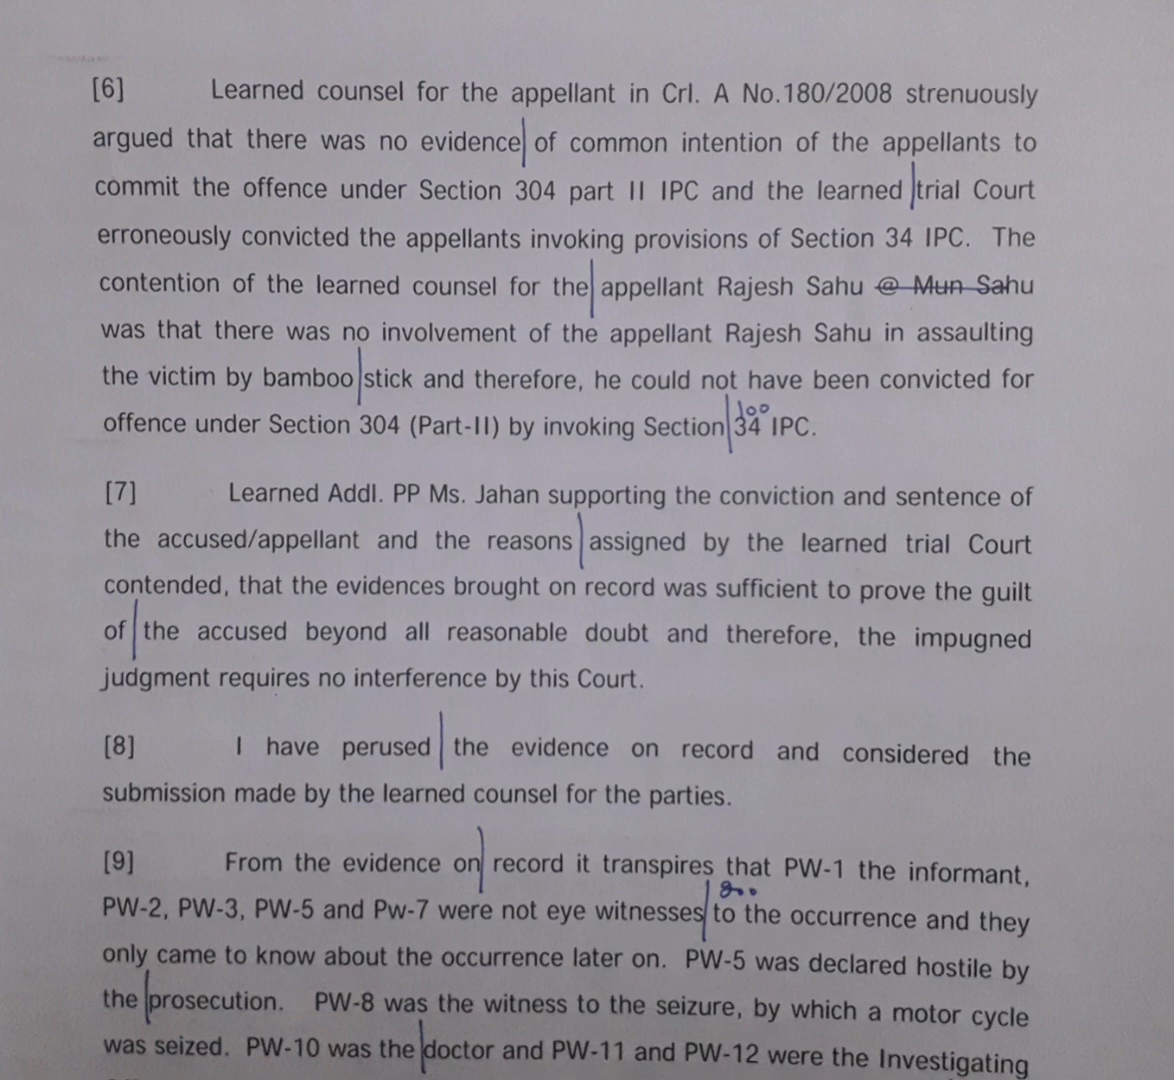 [6] Learned counsel for the appellant in Crl. A No.180/2008 strenuously
argued that there was no evidence of common intention of the appellants to
commit the offence under Section 304 part II IPC and the learned trial Court
erroneously convicted the appellants invoking provisions of Section 34 IPC. The
contention of the learned counsel for the appellant Rajesh Sahu @ Mun Sahu
was that there was no involvement of the appellant Rajesh Sahu in assaulting
the victim by bamboo stick and therefore, he could not have been convicted for
100
offence under Section 304 (Part-II) by invoking Section 34 IPC.
[7] Learned Addl. PP Ms. Jahan supporting the conviction and sentence of
the accused/appellant and the reasons assigned by the learned trial Court
contended, that the evidences brought on record was sufficient to prove the guilt
of the accused beyond all reasonable doubt and therefore, the impugned
judgment requires no interference by this Court.
[8] I have perused the evidence on record and considered the
submission made by the learned counsel for the parties.
[9] From the evidence on record it transpires that PW-1 the informant,
PW-2, PW-3, PW-5 and Pw-7 were not eye witnesses to the occurrence and they
only came to know about the occurrence later on. PW-5 was declared hostile by
the prosecution. PW-8 was the witness to the seizure, by which a motor cycle
was seized. PW-10 was the doctor and PW-11 and PW-12 were the Investigating